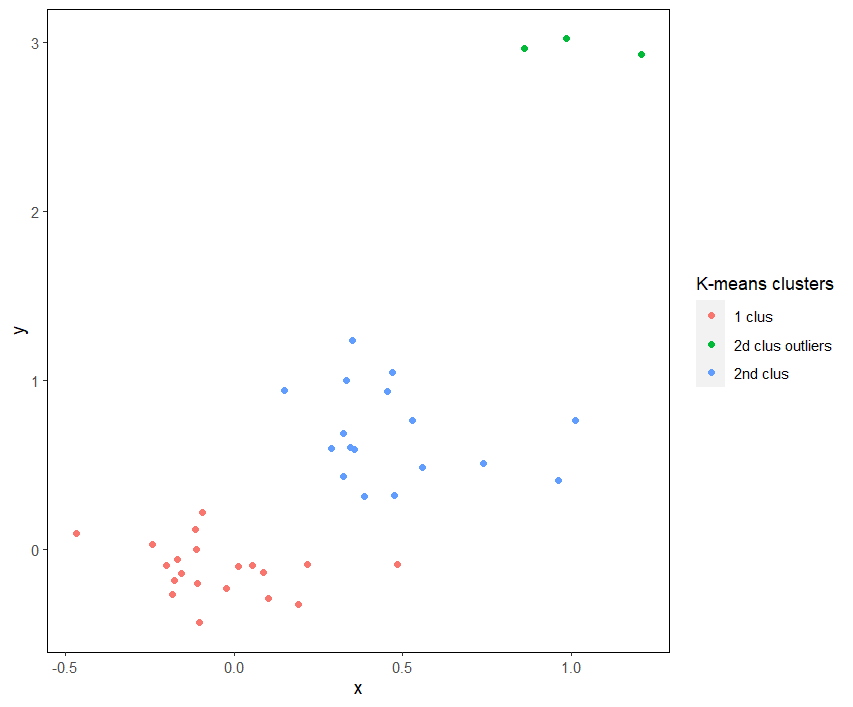 3
2
1
0
y
-0.5
0.0
0.5
1.0
x
K-means clusters
1 clus
2d clus outliers
2nd clus